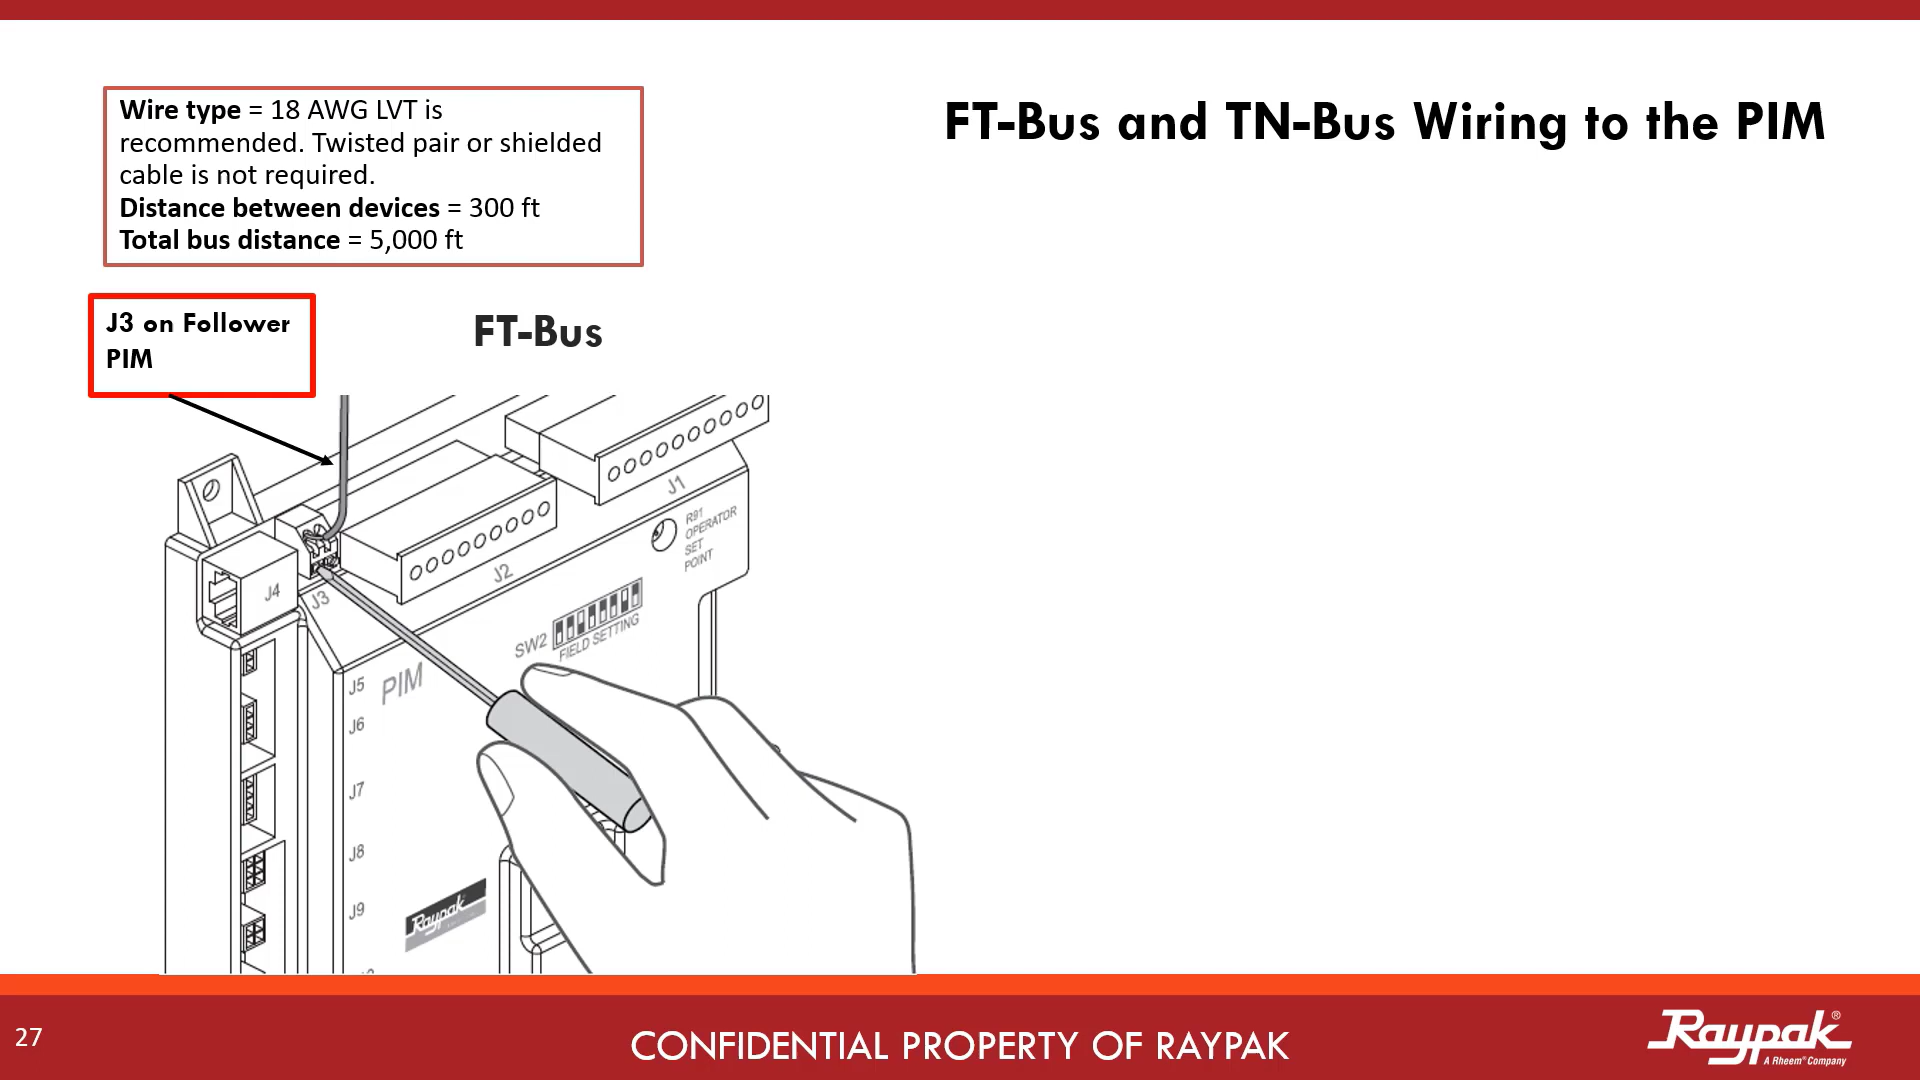 FT-Bus and TN-Bus Wiring to the PIM
Wire type = 18 AWG LVT is
recommended. Twisted pair or shielded
cable is not required.
Distance between devices = 300 ft
Total bus distance = 5,000 ft
J3 on Follower
PIM
FT-Bus
J1
R91
OPERATOR
SET
POINT
J2
J4
J3
SW2
FIELD SETTING
PIM
J5
J6
J7
J8
J9
Raypak
27
CONFIDENTIAL PROPERTY OF RAYPAK
Raypak®
A Rheem® Company